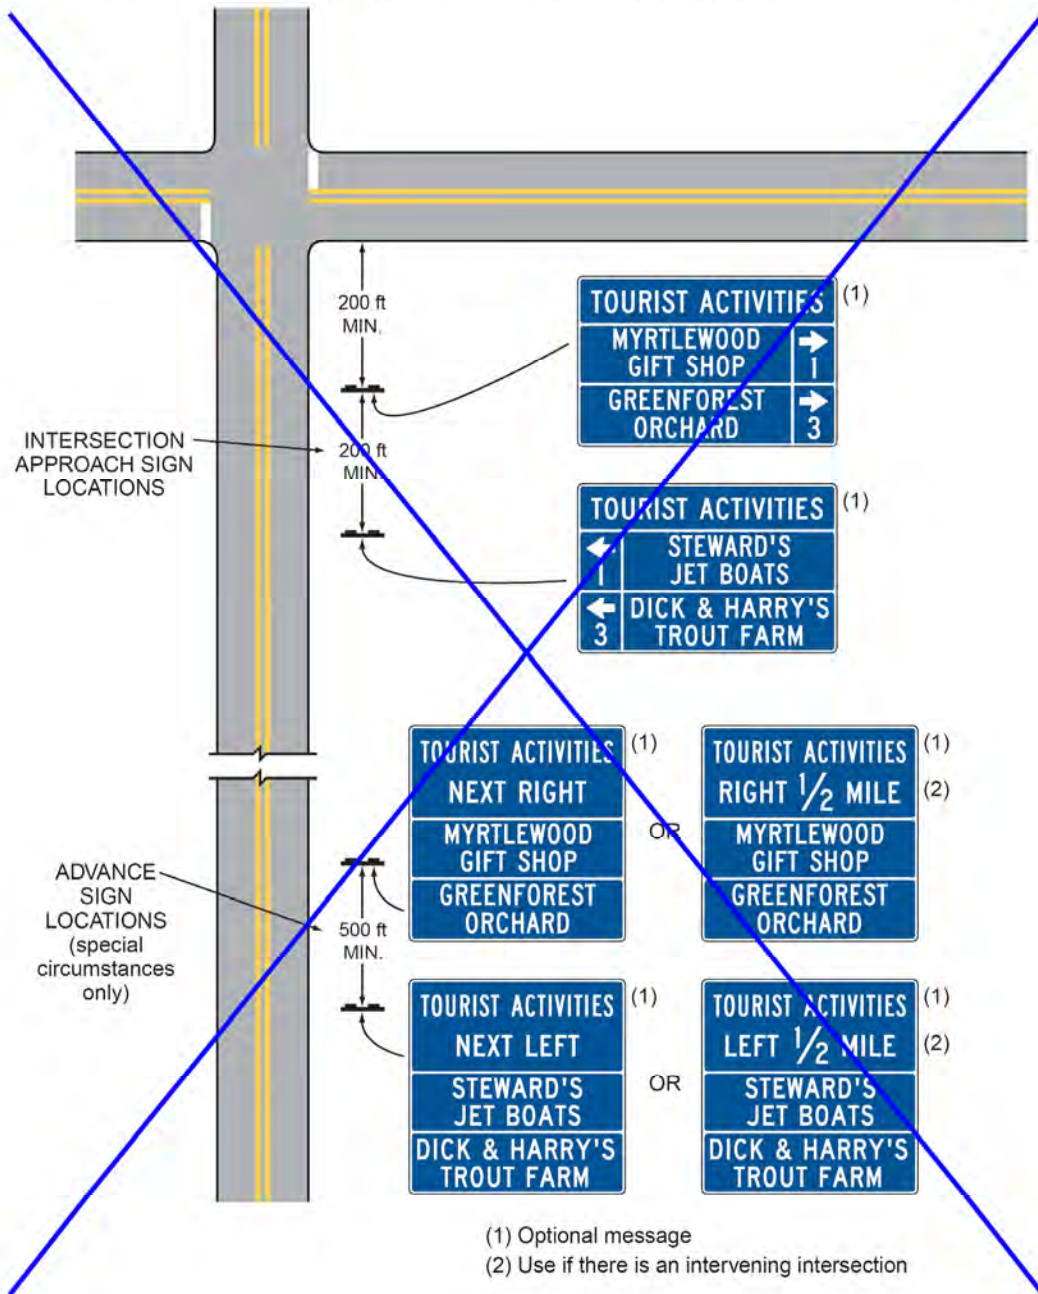 200 ft
MIN.
TOURIST ACTIVITIES
(1)
MYRTLEWOOD
GIFT SHOP
1
GREENFOREST
ORCHARD
3
INTERSECTION
APPROACH SIGN
LOCATIONS
200 ft
MIN.
TOURIST ACTIVITIES
(1)
STEWARD'S
JET BOATS
1
DICK & HARRY'S
TROUT FARM
3
TOURIST ACTIVITIES
(1)
NEXT RIGHT
MYRTLEWOOD
GIFT SHOP
GREENFOREST
ORCHARD
OR
TOURIST ACTIVITIES
(1)
RIGHT 1/2 MILE
(2)
MYRTLEWOOD
GIFT SHOP
GREENFOREST
ORCHARD
ADVANCE
SIGN
LOCATIONS
(special
circumstances
only)
500 ft
MIN.
TOURIST ACTIVITIES
(1)
NEXT LEFT
STEWARD'S
JET BOATS
DICK & HARRY'S
TROUT FARM
OR
TOURIST ACTIVITIES
(1)
LEFT 1/2 MILE
(2)
STEWARD'S
JET BOATS
DICK & HARRY'S
TROUT FARM
(1) Optional message
(2) Use if there is an intervening intersection